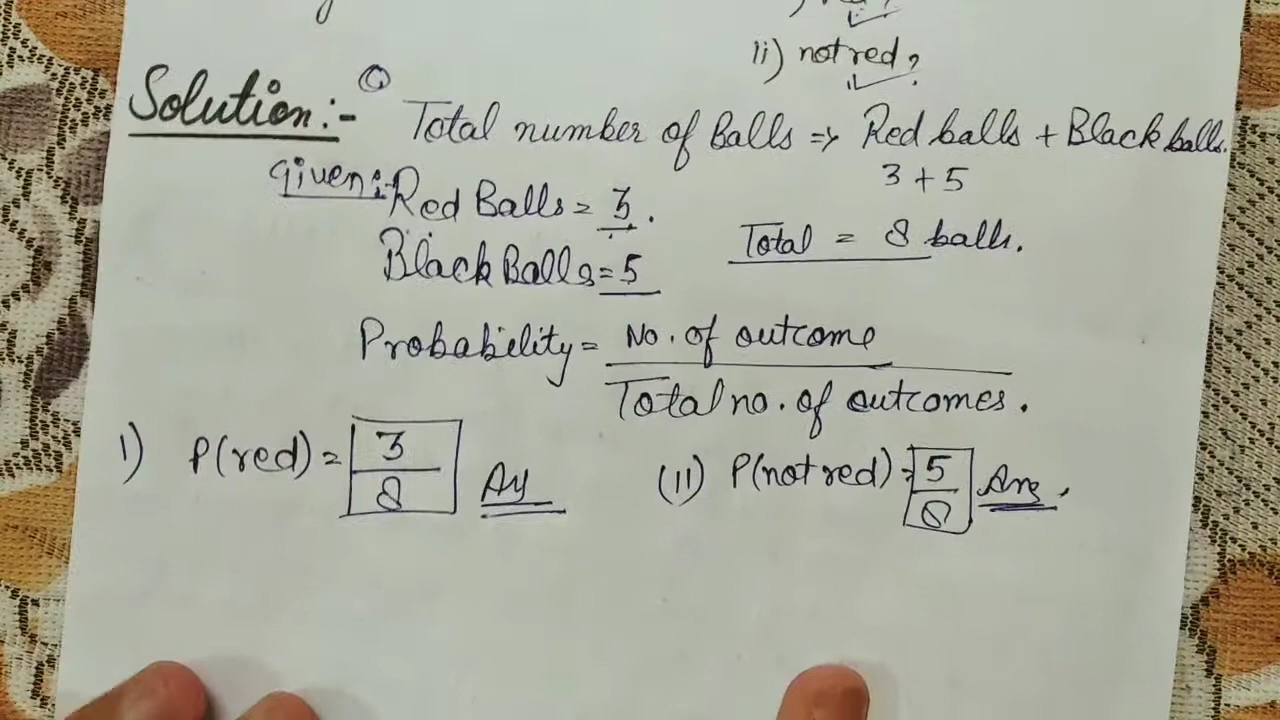 ii) not red?
Solution:-
Total number of Balls => Red balls + Black balls.
3 + 5
given:- Red Balls = 3.
Total = 8 balls.
Black Balls = 5
Probability = No. of outcome
Total no. of outcomes.
i) P(red) = 3/8 Ans
(ii) P(not red) = 5/8 Ans.